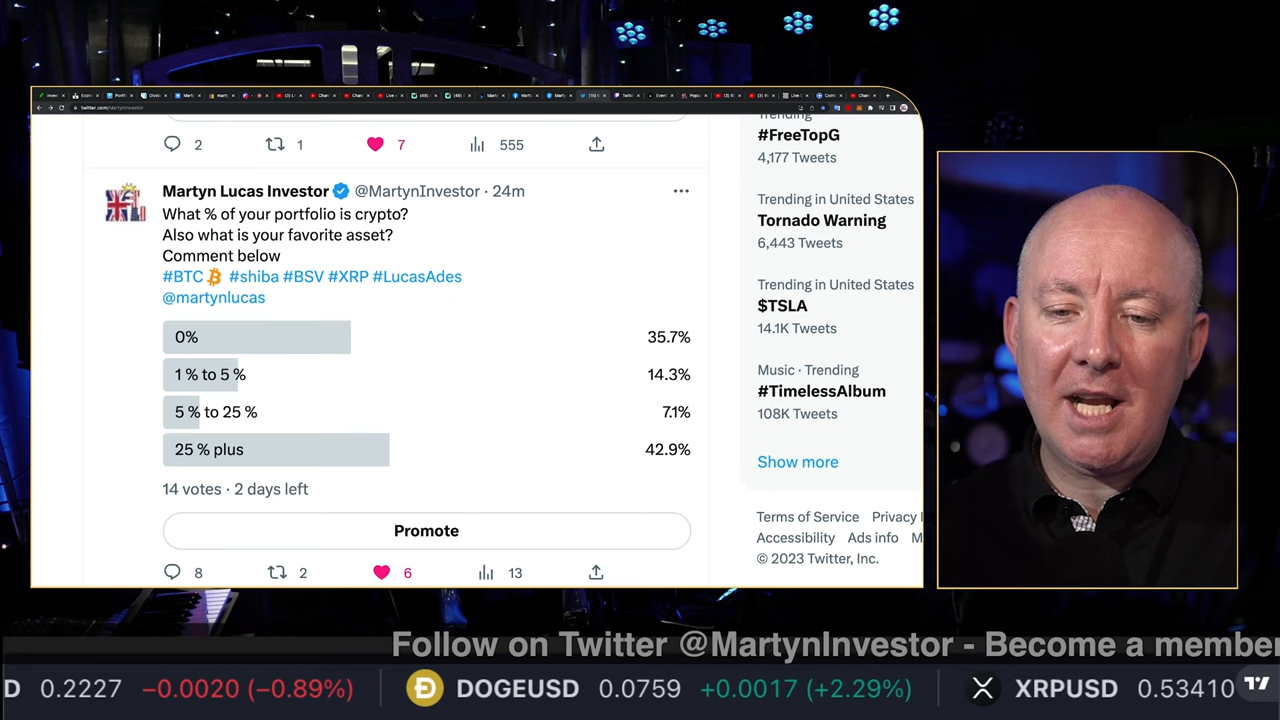 twitter.com/MartynInvestor
2 1 7 555
Martyn Lucas Investor @MartynInvestor · 24m
What % of your portfolio is crypto?
Also what is your favorite asset?
Comment below
#BTC #shiba #BSV #XRP #LucasAdes
@martynlucas
0% 35.7%
1 % to 5 % 14.3%
5 % to 25 % 7.1%
25 % plus 42.9%
14 votes · 2 days left
Promote
8 2 6 13
Trending
#FreeTopG
4,177 Tweets
Trending in United States
Tornado Warning
6,443 Tweets
Trending in United States
$TSLA
14.1K Tweets
Music · Trending
#TimelessAlbum
108K Tweets
Show more
Terms of Service Privacy
Accessibility Ads info M
© 2023 Twitter, Inc.
Follow on Twitter @MartynInvestor - Become a member
D 0.2227 −0.0020 (−0.89%) DOGEUSD 0.0759 +0.0017 (+2.29%) XRPUSD 0.53410